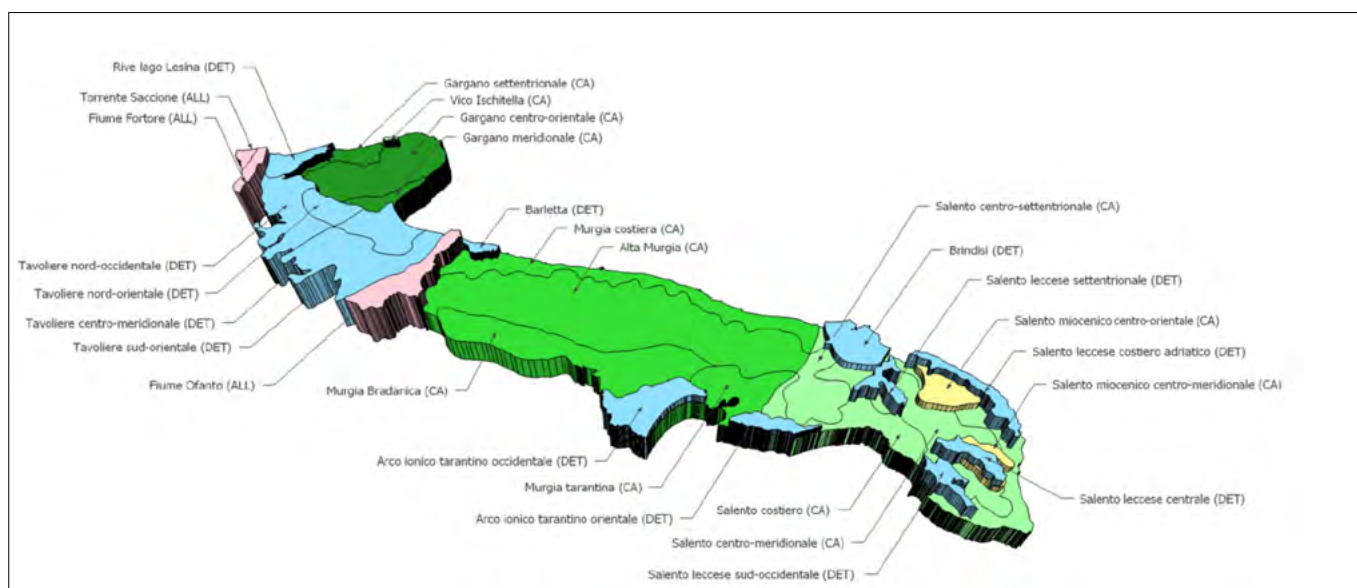 Rive lago Lesina (DET)
Torrente Saccione (ALL)
Fiume Fortore (ALL)
Gargano settentrionale (CA)
Vico Ischitella (CA)
Gargano centro-orientale (CA)
Gargano meridionale (CA)
Barletta (DET)
Murgia costiera (CA)
Alta Murgia (CA)
Salento centro-settentrionale (CA)
Brindisi (DET)
Salento leccese settentrionale (DET)
Salento miocenico centro-orientale (CA)
Salento leccese costiero adriatico (DET)
Salento miocenico centro-meridionale (CA)
Tavoliere nord-occidentale (DET)
Tavoliere nord-orientale (DET)
Tavoliere centro-meridionale (DET)
Tavoliere sud-orientale (DET)
Fiume Ofanto (ALL)
Murgia Bradanica (CA)
Arco ionico tarantino occidentale (DET)
Murgia tarantina (CA)
Arco ionico tarantino orientale (DET)
Salento costiero (CA)
Salento centro-meridionale (CA)
Salento leccese sud-occidentale (DET)
Salento leccese centrale (DET)